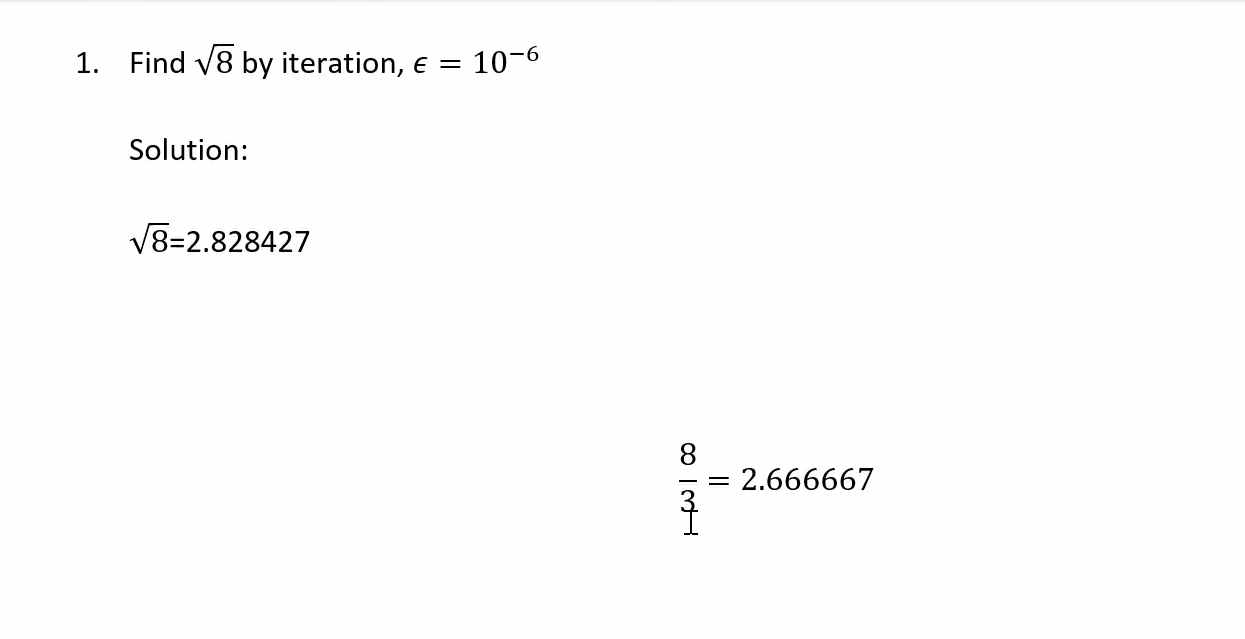 1. Find √8 by iteration, ϵ = 10⁻⁶
Solution:
√8=2.828427
8/3 = 2.666667